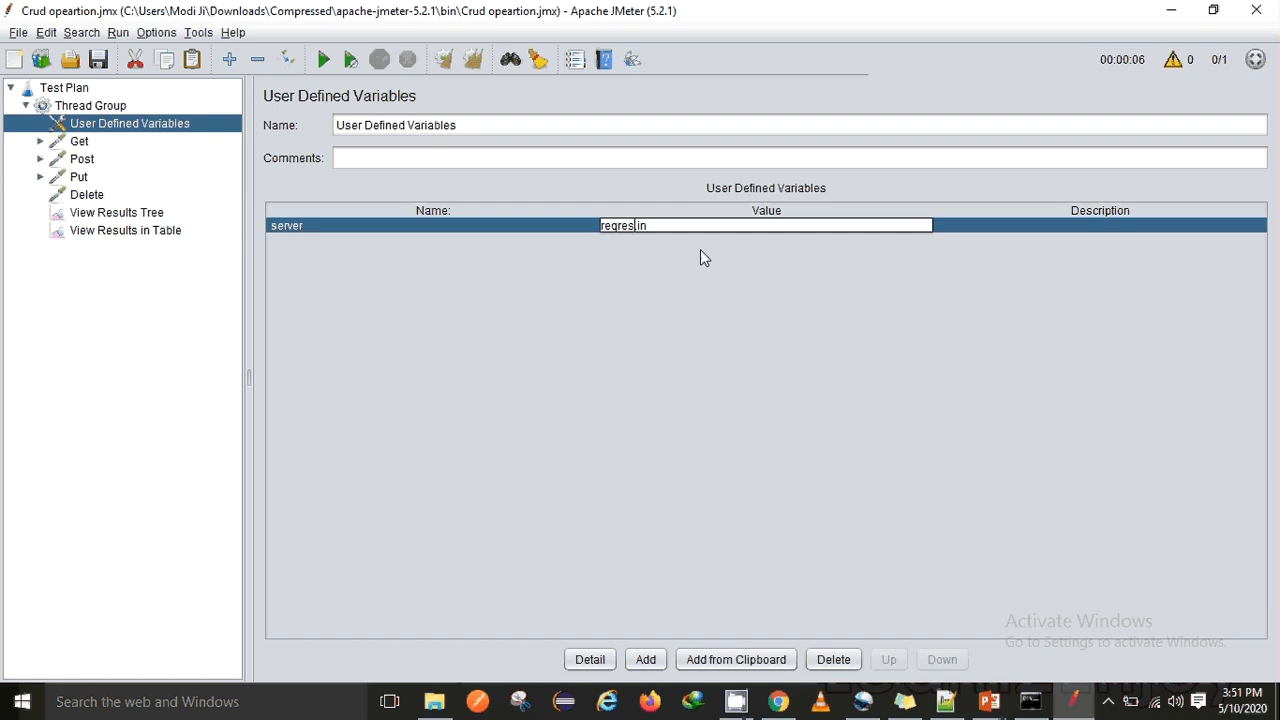 Crud opeartion.jmx (C:\Users\Modi Ji\Downloads\Compressed\apache-jmeter-5.2.1\bin\Crud opeartion.jmx) - Apache JMeter (5.2.1)
File Edit Search Run Options Tools Help
00:00:06 0 0/1
Test Plan
Thread Group
User Defined Variables
Get
Post
Put
Delete
View Results Tree
View Results in Table
User Defined Variables
Name: User Defined Variables
Comments:
User Defined Variables
Name: Value Description
server reqres.in
Activate Windows
Go to Settings to activate Windows.
Detail Add Add from Clipboard Delete Up Down
Search the web and Windows
3:51 PM
5/10/2020